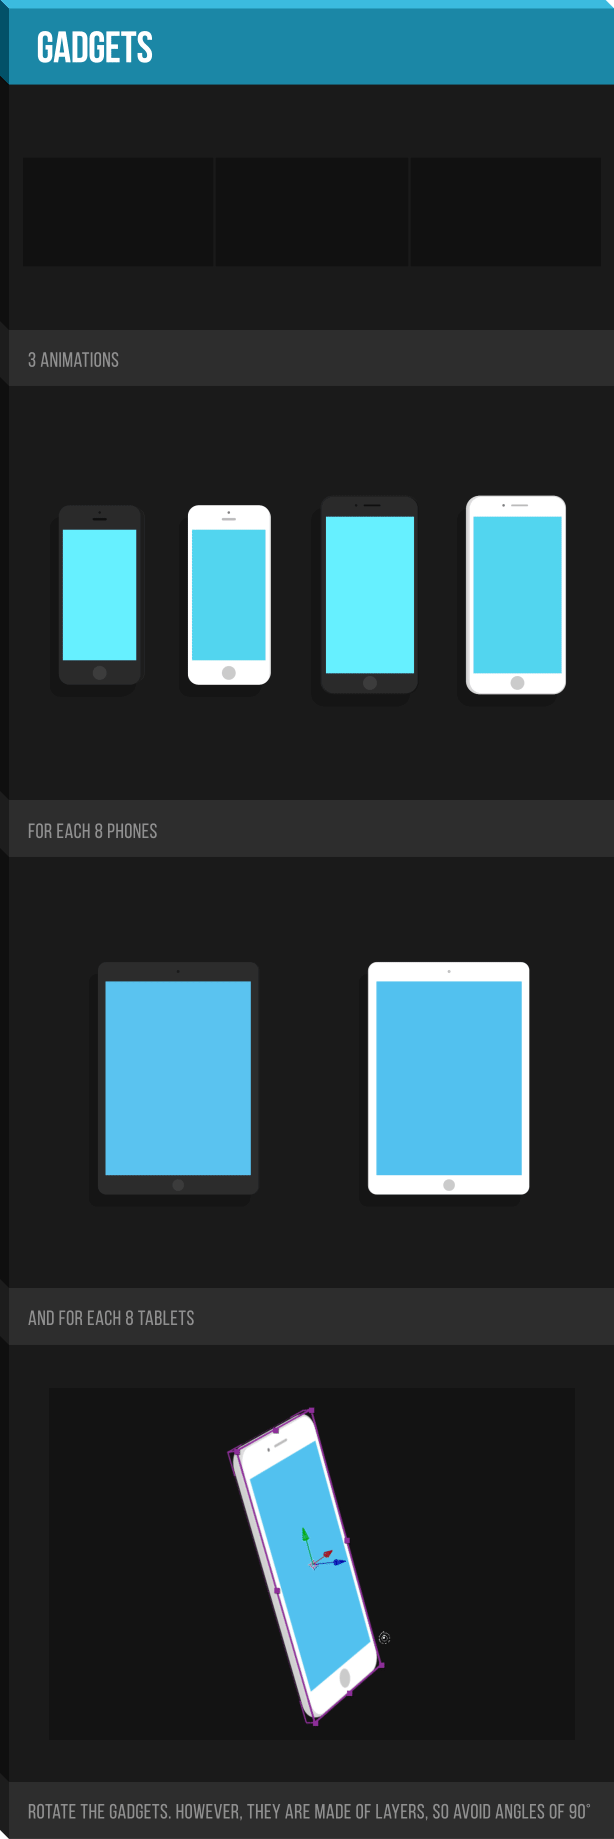 GADGETS
3 ANIMATIONS
FOR EACH 8 PHONES
AND FOR EACH 8 TABLETS
ROTATE THE GADGETS. HOWEVER, THEY ARE MADE OF LAYERS, SO AVOID ANGLES OF 90°